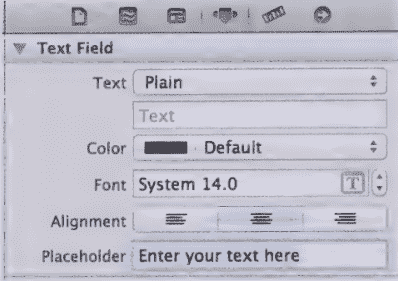 Text Field
Text Plain
Text
Color Default
Font System 14.0 T
Alignment
Placeholder Enter your text here